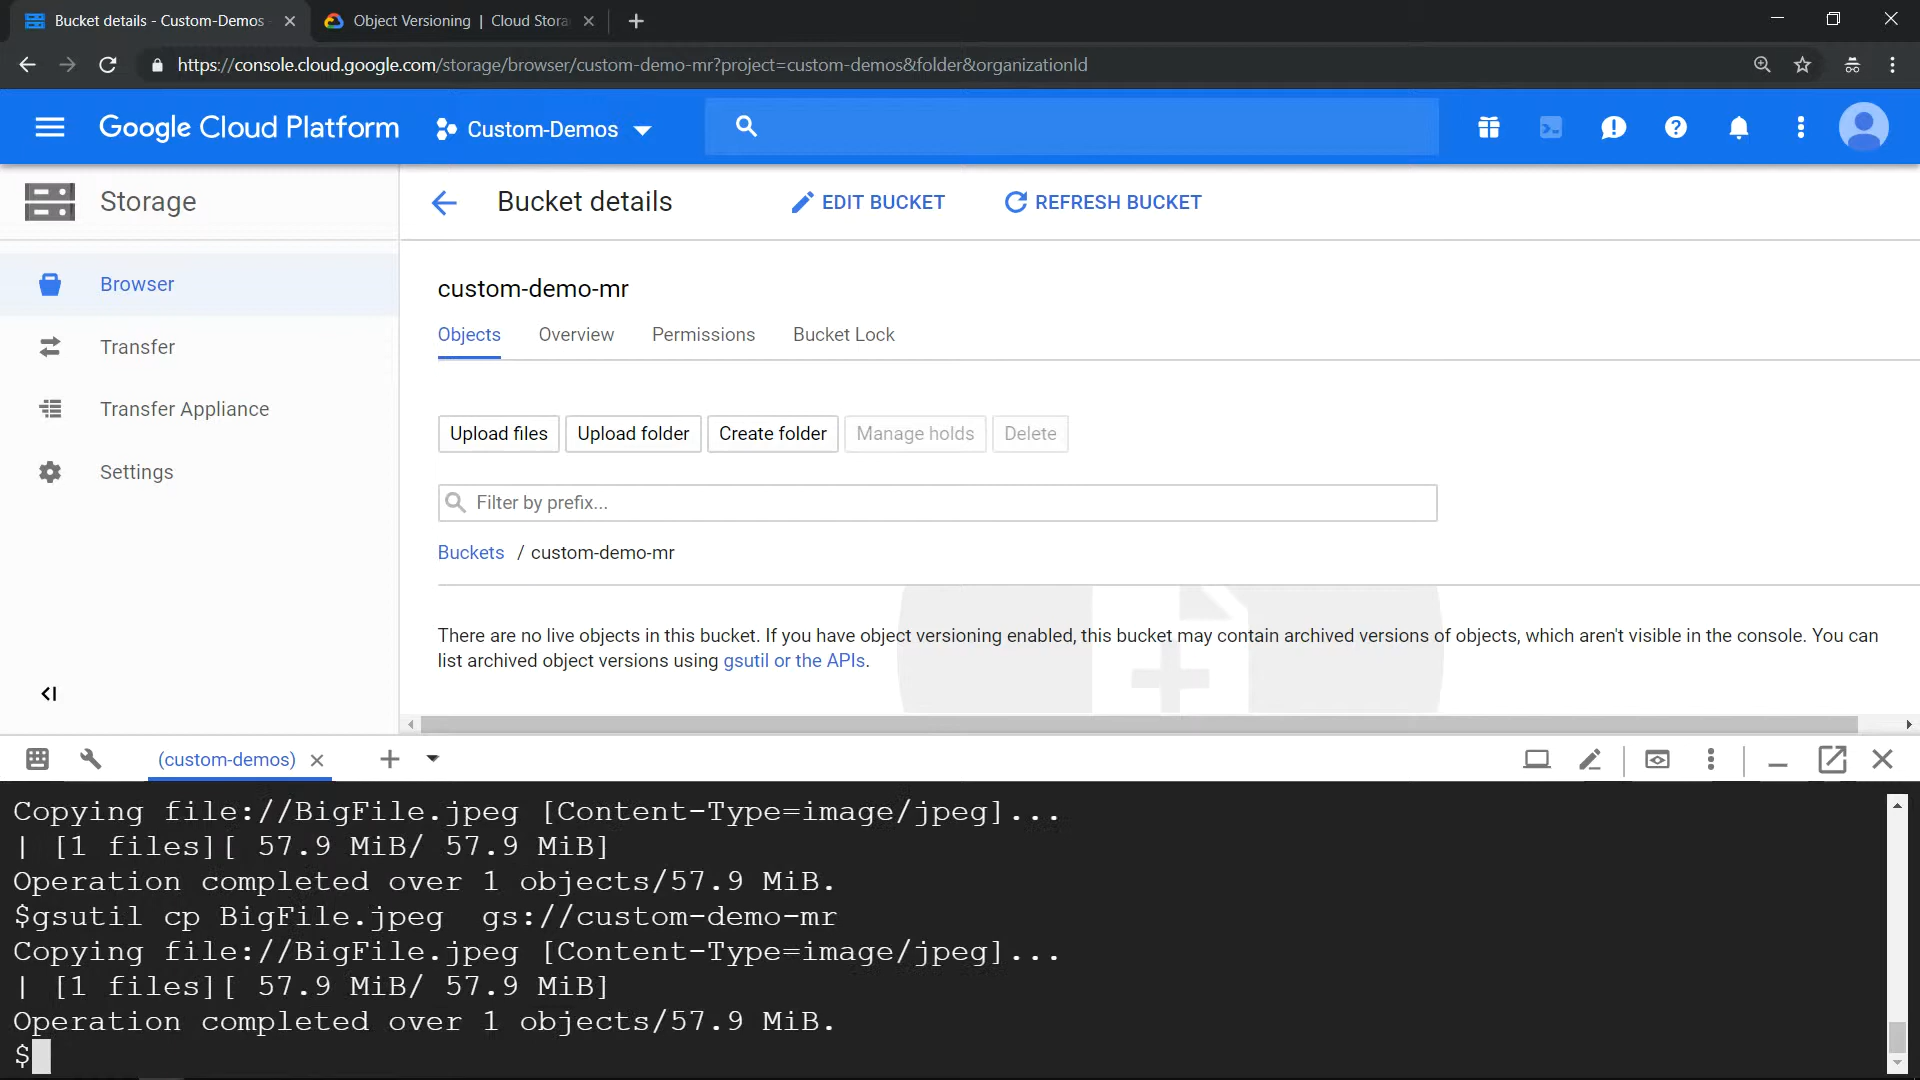 Bucket details - Custom-Demos
Object Versioning | Cloud Stora
https://console.cloud.google.com/storage/browser/custom-demo-mr?project=custom-demos&folder&organizationId
Google Cloud Platform
Custom-Demos
Storage
Bucket details
EDIT BUCKET
REFRESH BUCKET
Browser
Transfer
Transfer Appliance
Settings
custom-demo-mr
Objects Overview Permissions Bucket Lock
Upload files Upload folder Create folder Manage holds Delete
Filter by prefix...
Buckets / custom-demo-mr
There are no live objects in this bucket. If you have object versioning enabled, this bucket may contain archived versions of objects, which aren't visible in the console. You can
list archived object versions using gsutil or the APIs.
(custom-demos)
Copying file://BigFile.jpeg [Content-Type=image/jpeg]...
| [1 files][ 57.9 MiB/ 57.9 MiB]
Operation completed over 1 objects/57.9 MiB.
$gsutil cp BigFile.jpeg  gs://custom-demo-mr
Copying file://BigFile.jpeg [Content-Type=image/jpeg]...
| [1 files][ 57.9 MiB/ 57.9 MiB]
Operation completed over 1 objects/57.9 MiB.
$